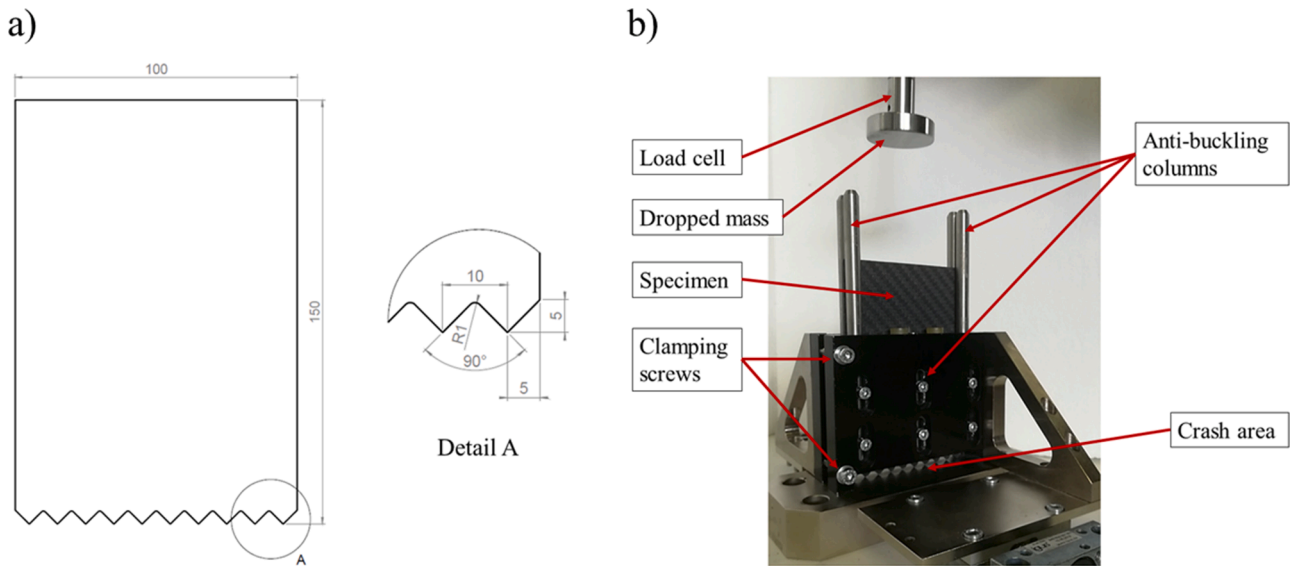 a)
100
150
A
10
R1
90°
5
5
Detail A
b)
Load cell
Dropped mass
Specimen
Clamping
screws
Anti-buckling
columns
Crash area